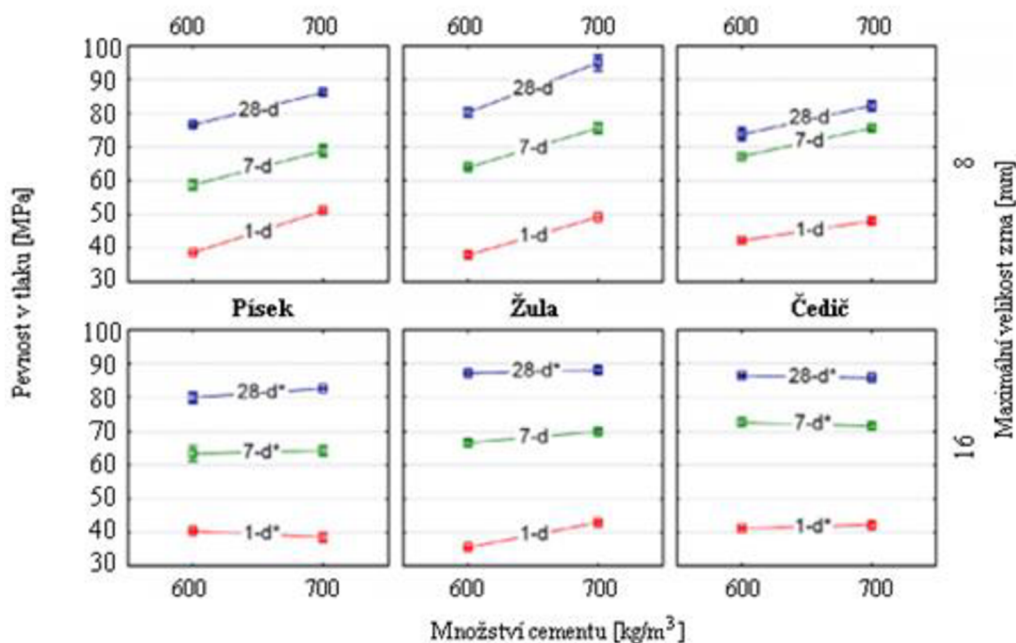 600 700 600 700 600 700
100
90
80
70
60
50
40
30
28-d
7-d
1-d
28-d
7-d
1-d
28-d
7-d
1-d
8
Písek Žula Čedič
100
90
80
70
60
50
40
30
28-d*
7-d*
1-d*
28-d*
7-d
1-d
28-d*
7-d*
1-d*
16
600 700 600 700 600 700
Pevnost v tlaku [MPa]
Maximální velikost zrna [mm]
Množství cementu [kg/m³]